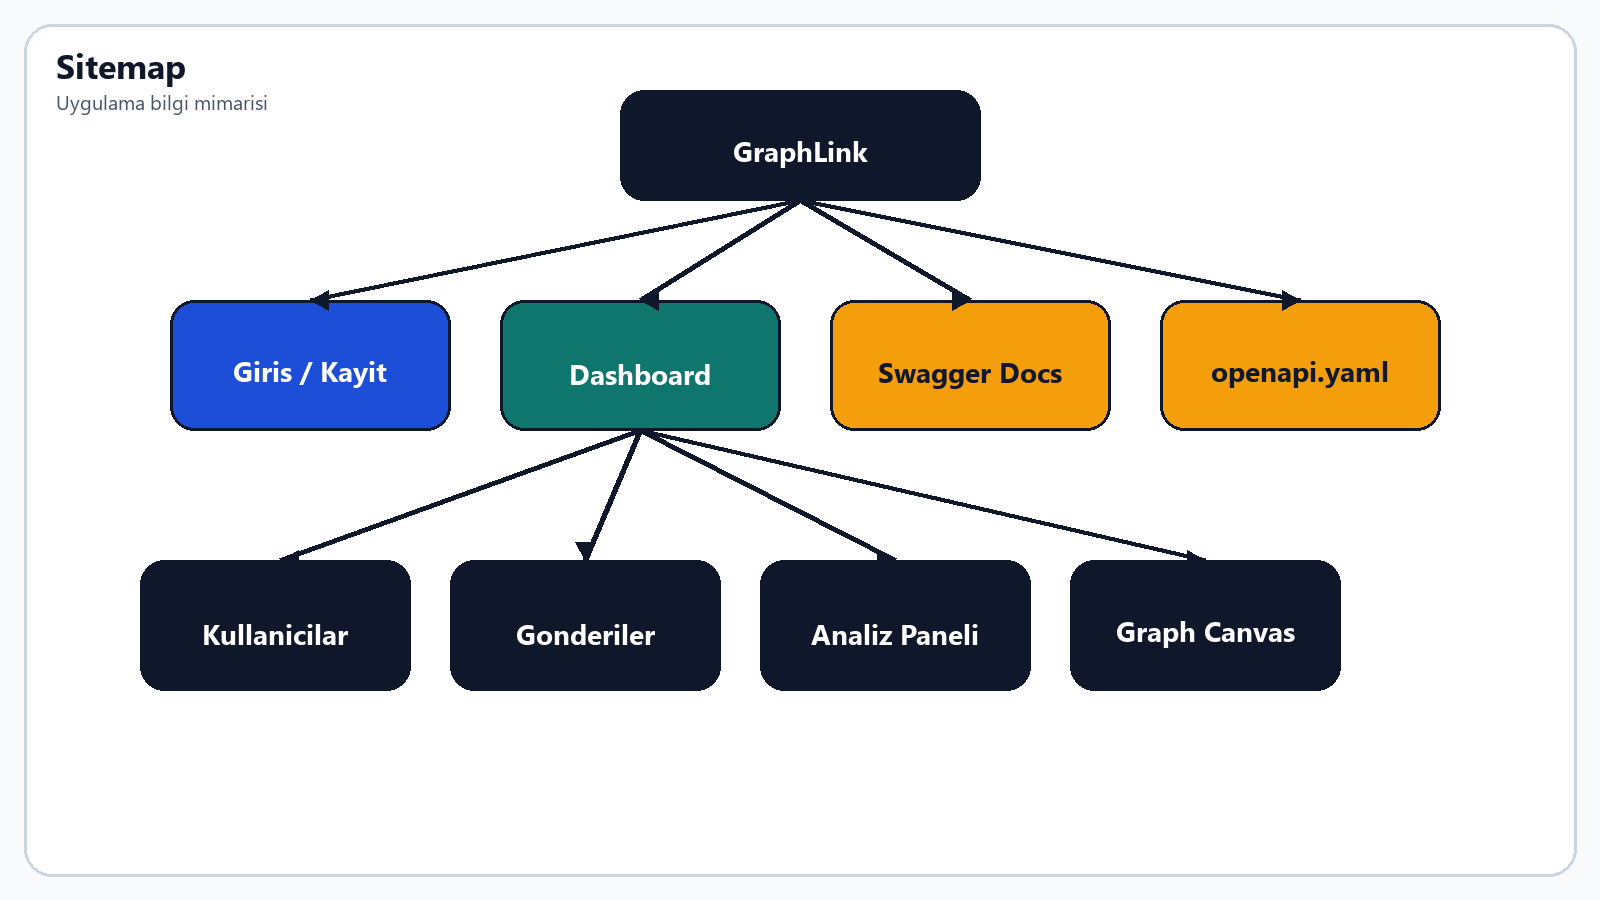 Sitemap
Uygulama bilgi mimarisi
GraphLink
Giris / Kayit
Dashboard
Swagger Docs
openapi.yaml
Kullanicilar
Gonderiler
Analiz Paneli
Graph Canvas